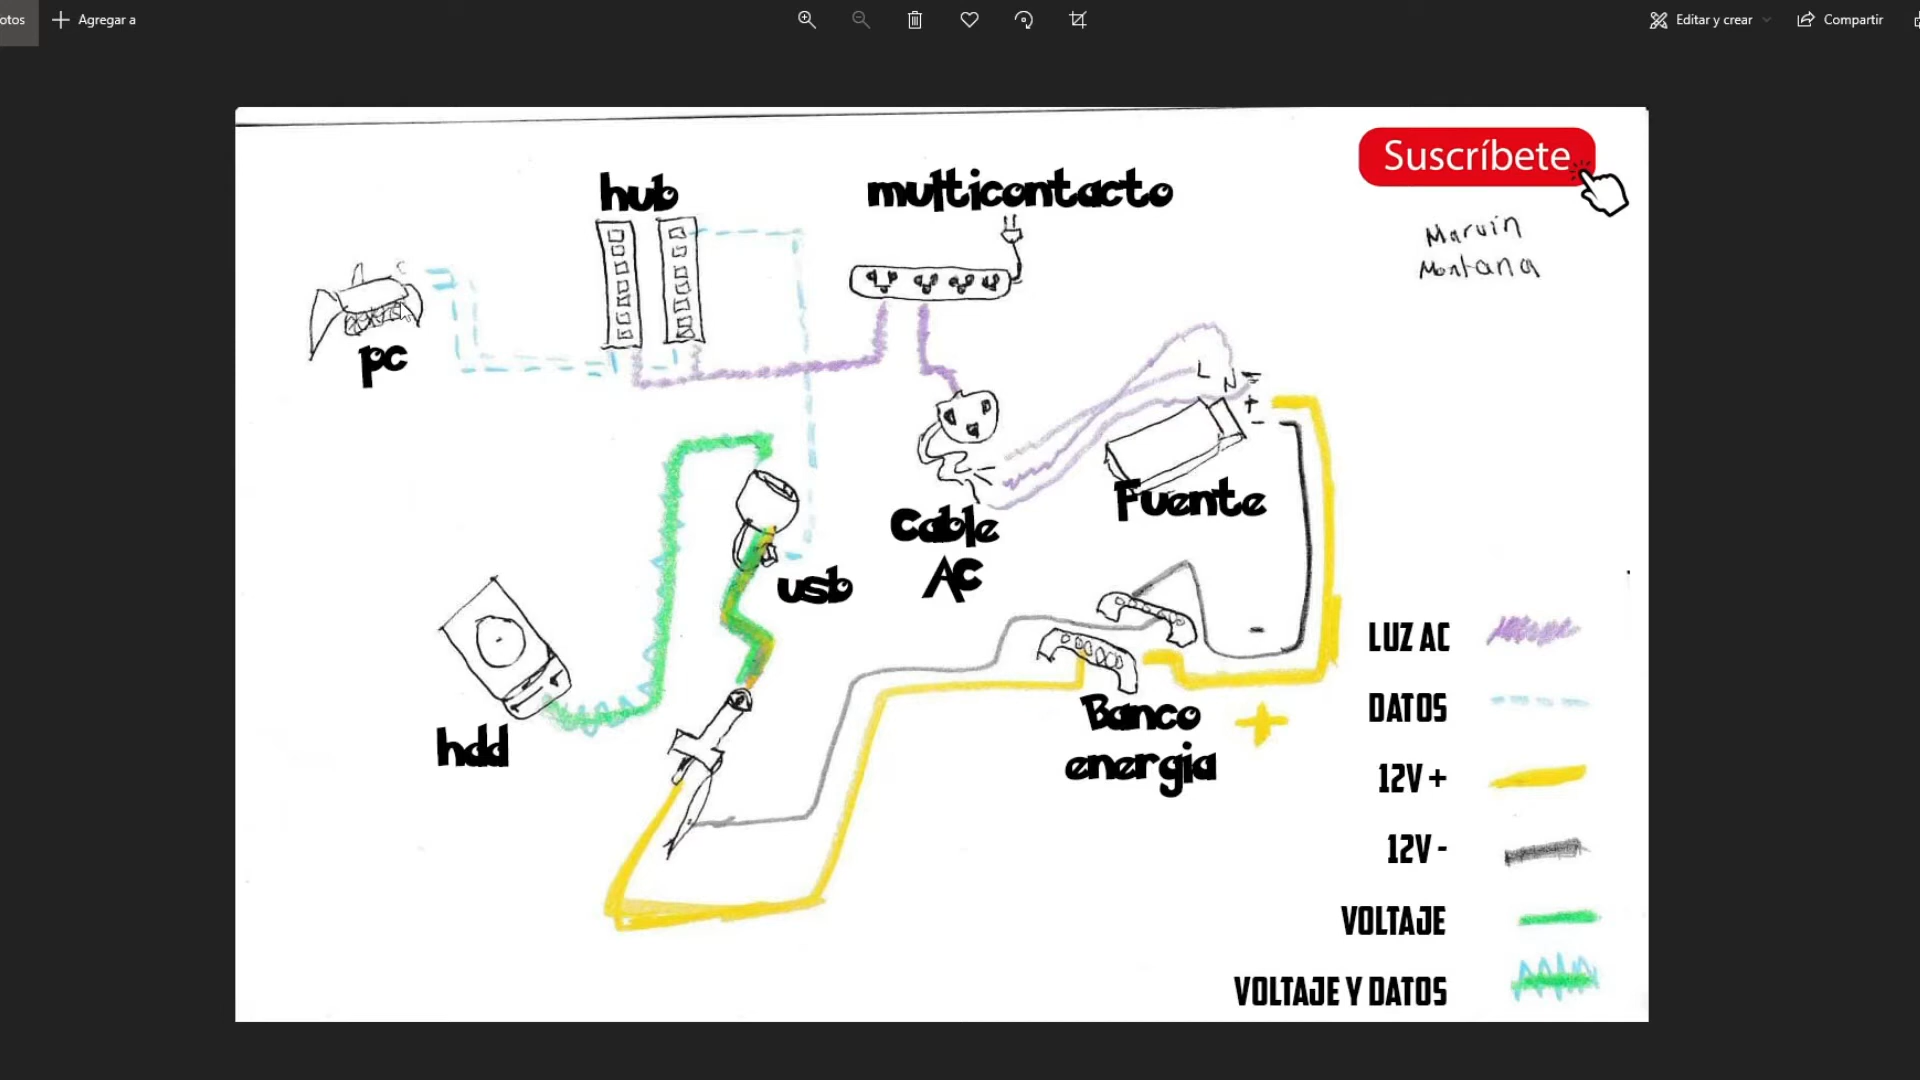 otos
Agregar a
Editar y crear
Compartir
Suscríbete
hub
multicontacto
Marvin
Montana
pc
L
N
+
-
Cable
AC
Fuente
usb
-
LUZ AC
DATOS
Banco
energia
+
hdd
12V +
12V -
VOLTAJE
VOLTAJE Y DATOS